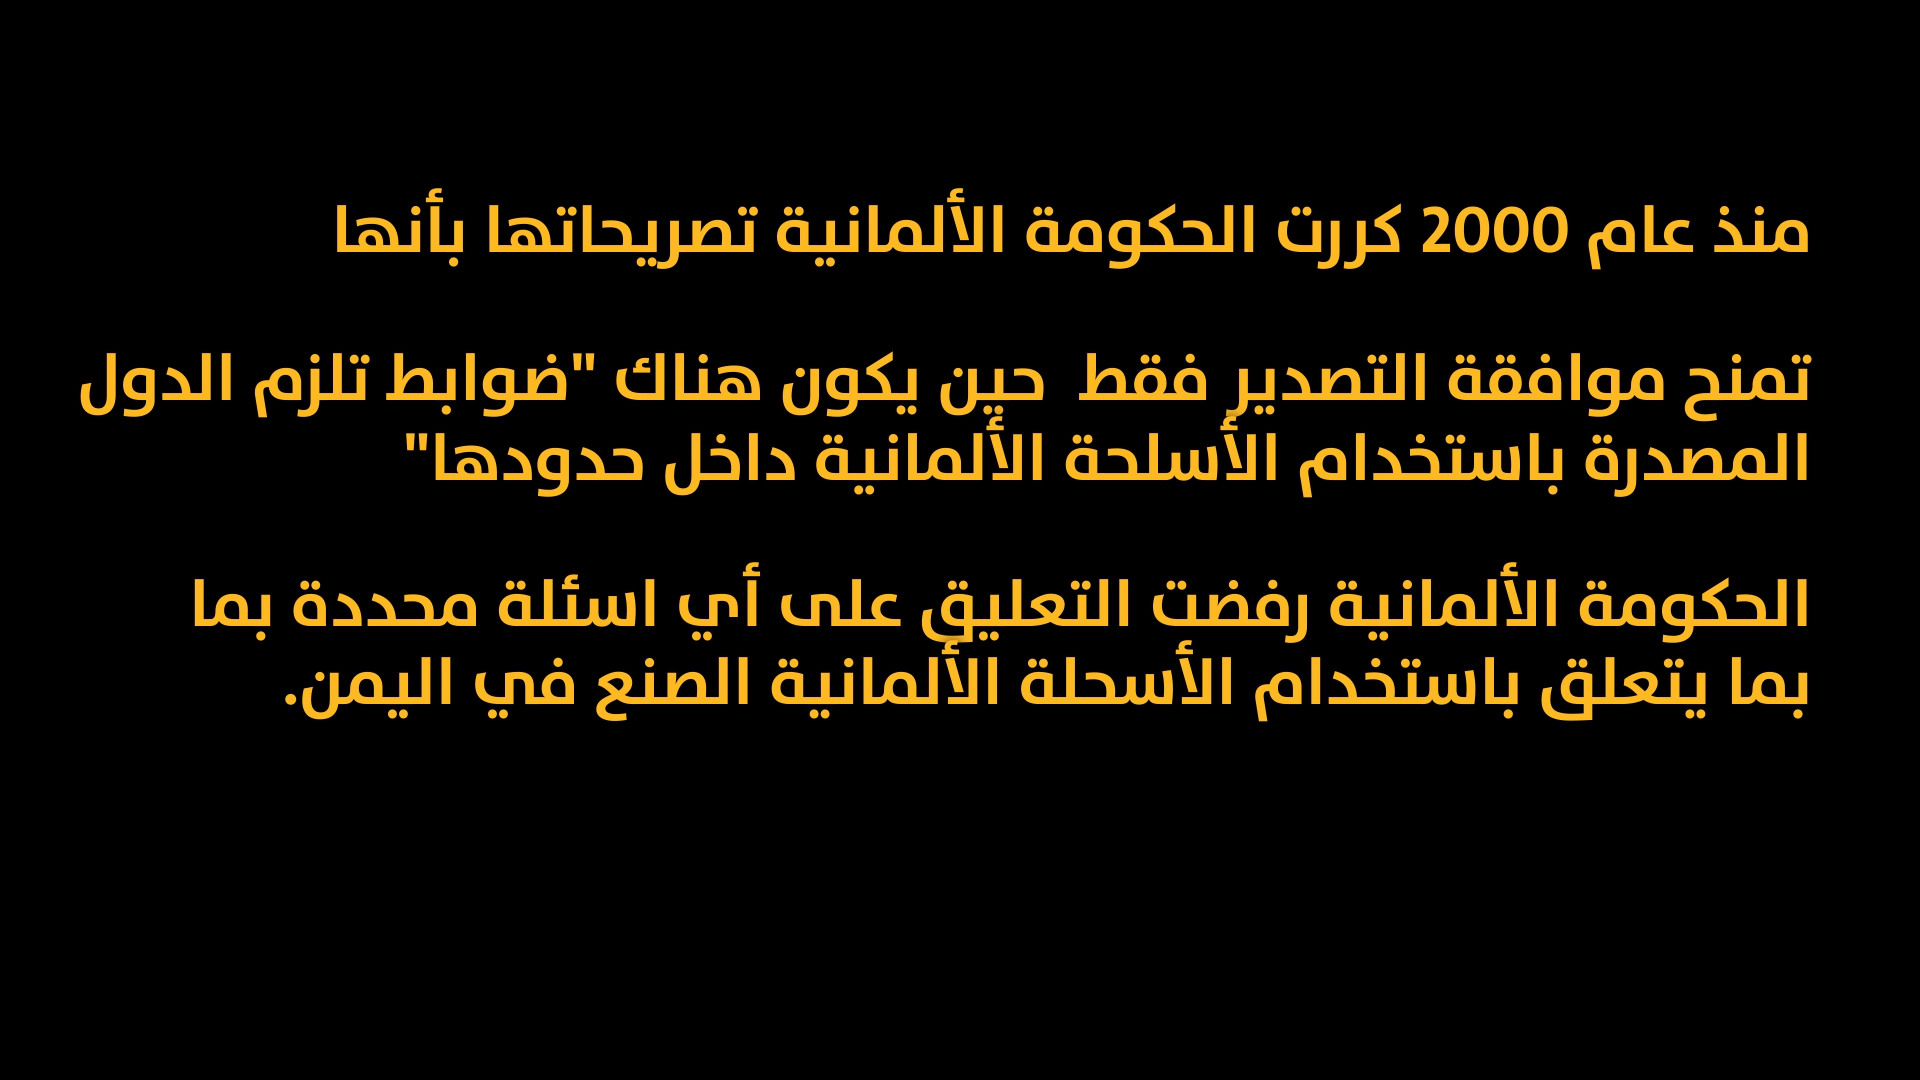 منذ عام 2000 كررت الحكومة الألمانية تصريحاتها بأنها
تمنح موافقة التصدير فقط  حين يكون هناك "ضوابط تلزم الدول
المصدرة باستخدام الأسلحة الألمانية داخل حدودها"
الحكومة الألمانية رفضت التعليق على أي اسئلة محددة بما
بما يتعلق باستخدام الأسحلة الألمانية الصنع في اليمن.